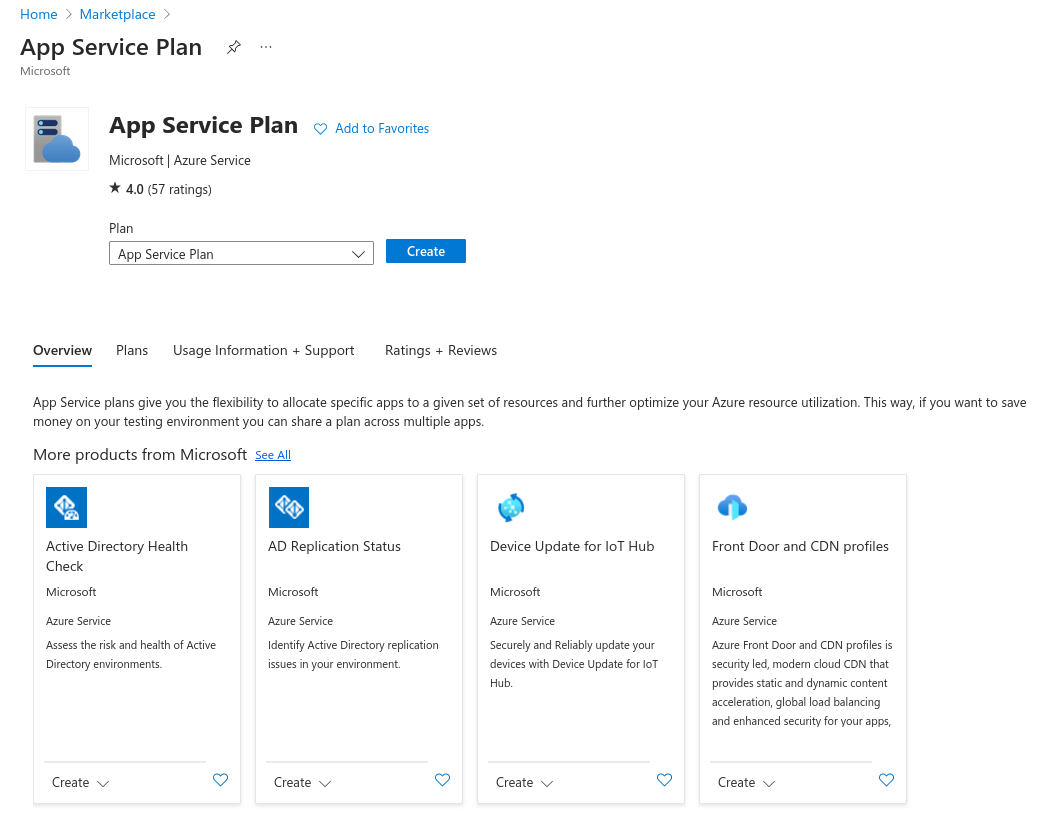 Home > Marketplace >
App Service Plan ...
Microsoft
App Service Plan Add to Favorites
Microsoft | Azure Service
★ 4.0 (57 ratings)
Plan
App Service Plan Create
Overview Plans Usage Information + Support Ratings + Reviews
App Service plans give you the flexibility to allocate specific apps to a given set of resources and further optimize your Azure resource utilization. This way, if you want to save
money on your testing environment you can share a plan across multiple apps.
More products from Microsoft See All
Active Directory Health
Check
Microsoft
Azure Service
Assess the risk and health of Active
Directory environments.
Create
AD Replication Status
Microsoft
Azure Service
Identify Active Directory replication
issues in your environment.
Create
Device Update for IoT Hub
Microsoft
Azure Service
Securely and Reliably update your
devices with Device Update for IoT
Hub.
Create
Front Door and CDN profiles
Microsoft
Azure Service
Azure Front Door and CDN profiles is
security led, modern cloud CDN that
provides static and dynamic content
acceleration, global load balancing
and enhanced security for your apps,
Create